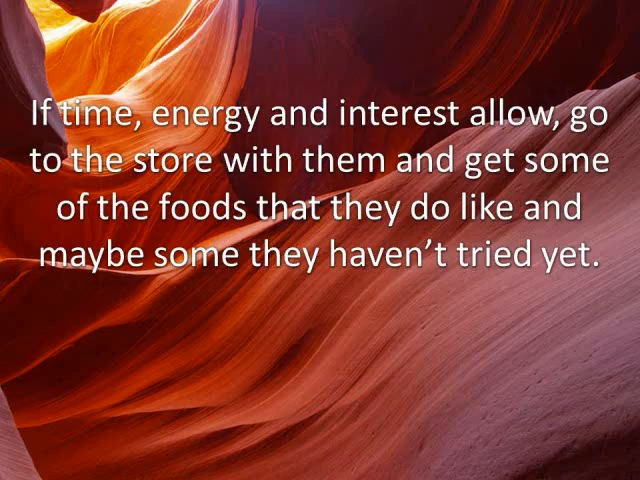 If time, energy and interest allow, go
to the store with them and get some
of the foods that they do like and
maybe some they haven’t tried yet.